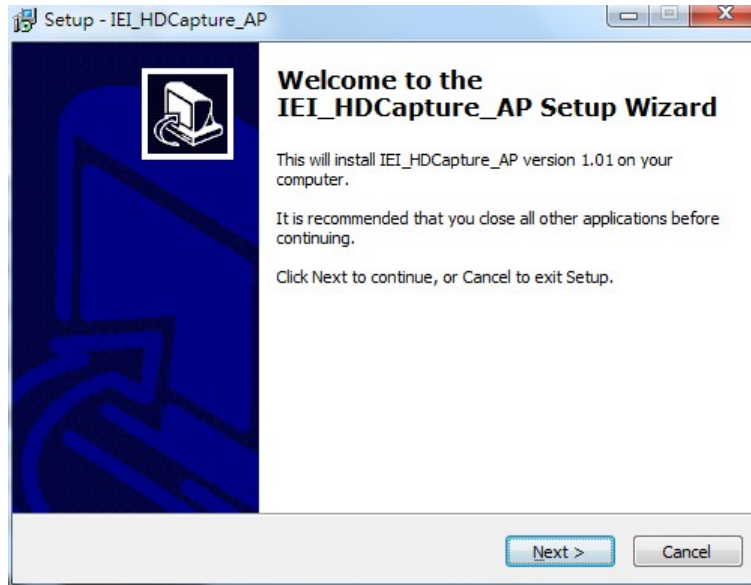 Setup - IEI_HDCapture_AP
Welcome to the
IEI_HDCapture_AP Setup Wizard
This will install IEI_HDCapture_AP version 1.01 on your
computer.
It is recommended that you close all other applications before
continuing.
Click Next to continue, or Cancel to exit Setup.
Next >
Cancel